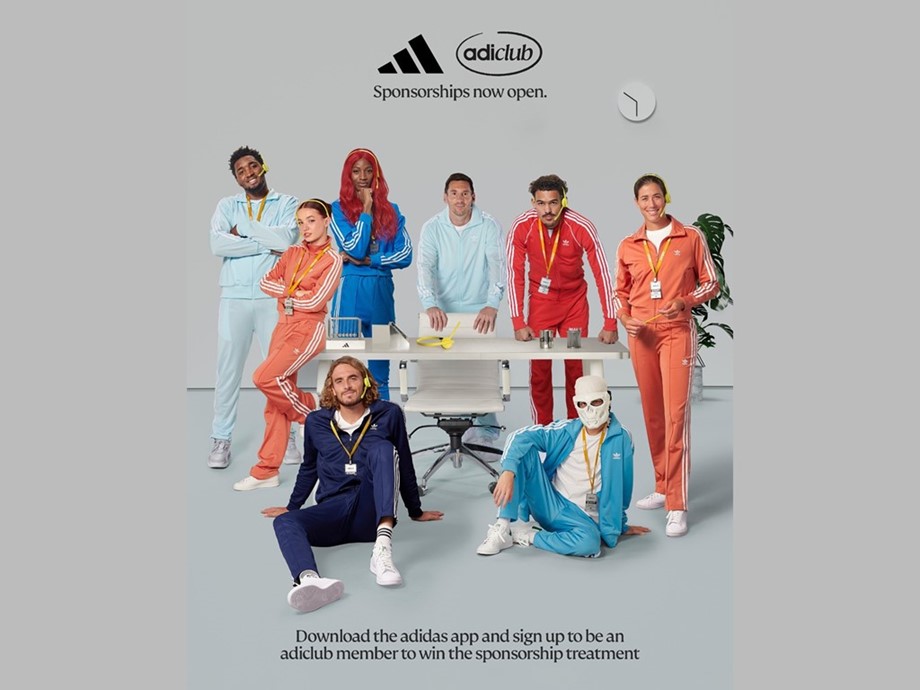 adiclub
Sponsorships now open.
Download the adidas app and sign up to be an
adiclub member to win the sponsorship treatment